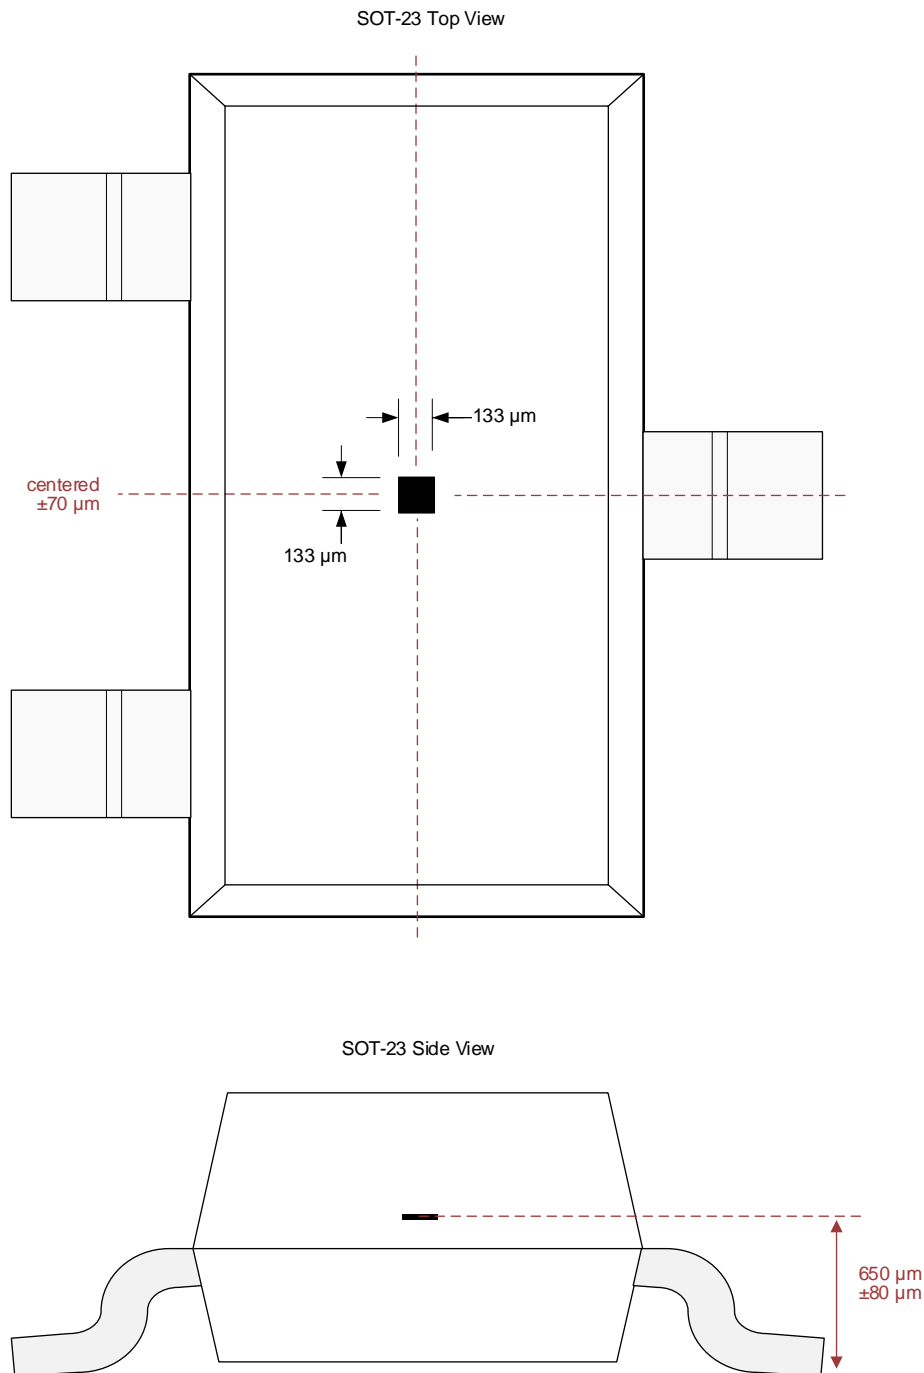 SOT-23 Top View
133 µm
centered
±70 µm
133 µm
SOT-23 Side View
650 µm
±80 µm